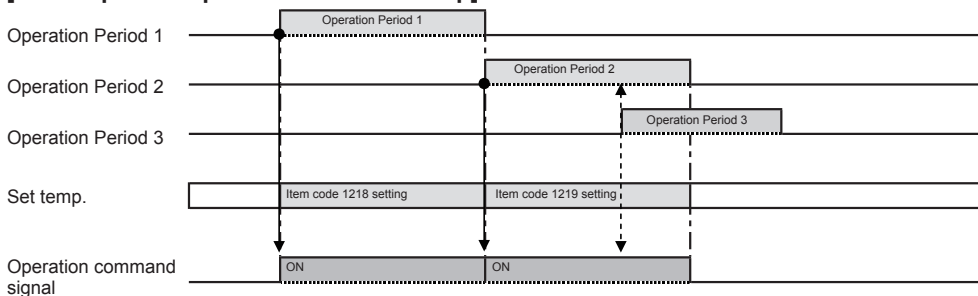 Operation Period 1
Operation Period 1
Operation Period 2
Operation Period 2
Operation Period 3
Operation Period 3
Set temp.
Item code 1218 setting
Item code 1219 setting
Operation command
signal
ON
ON